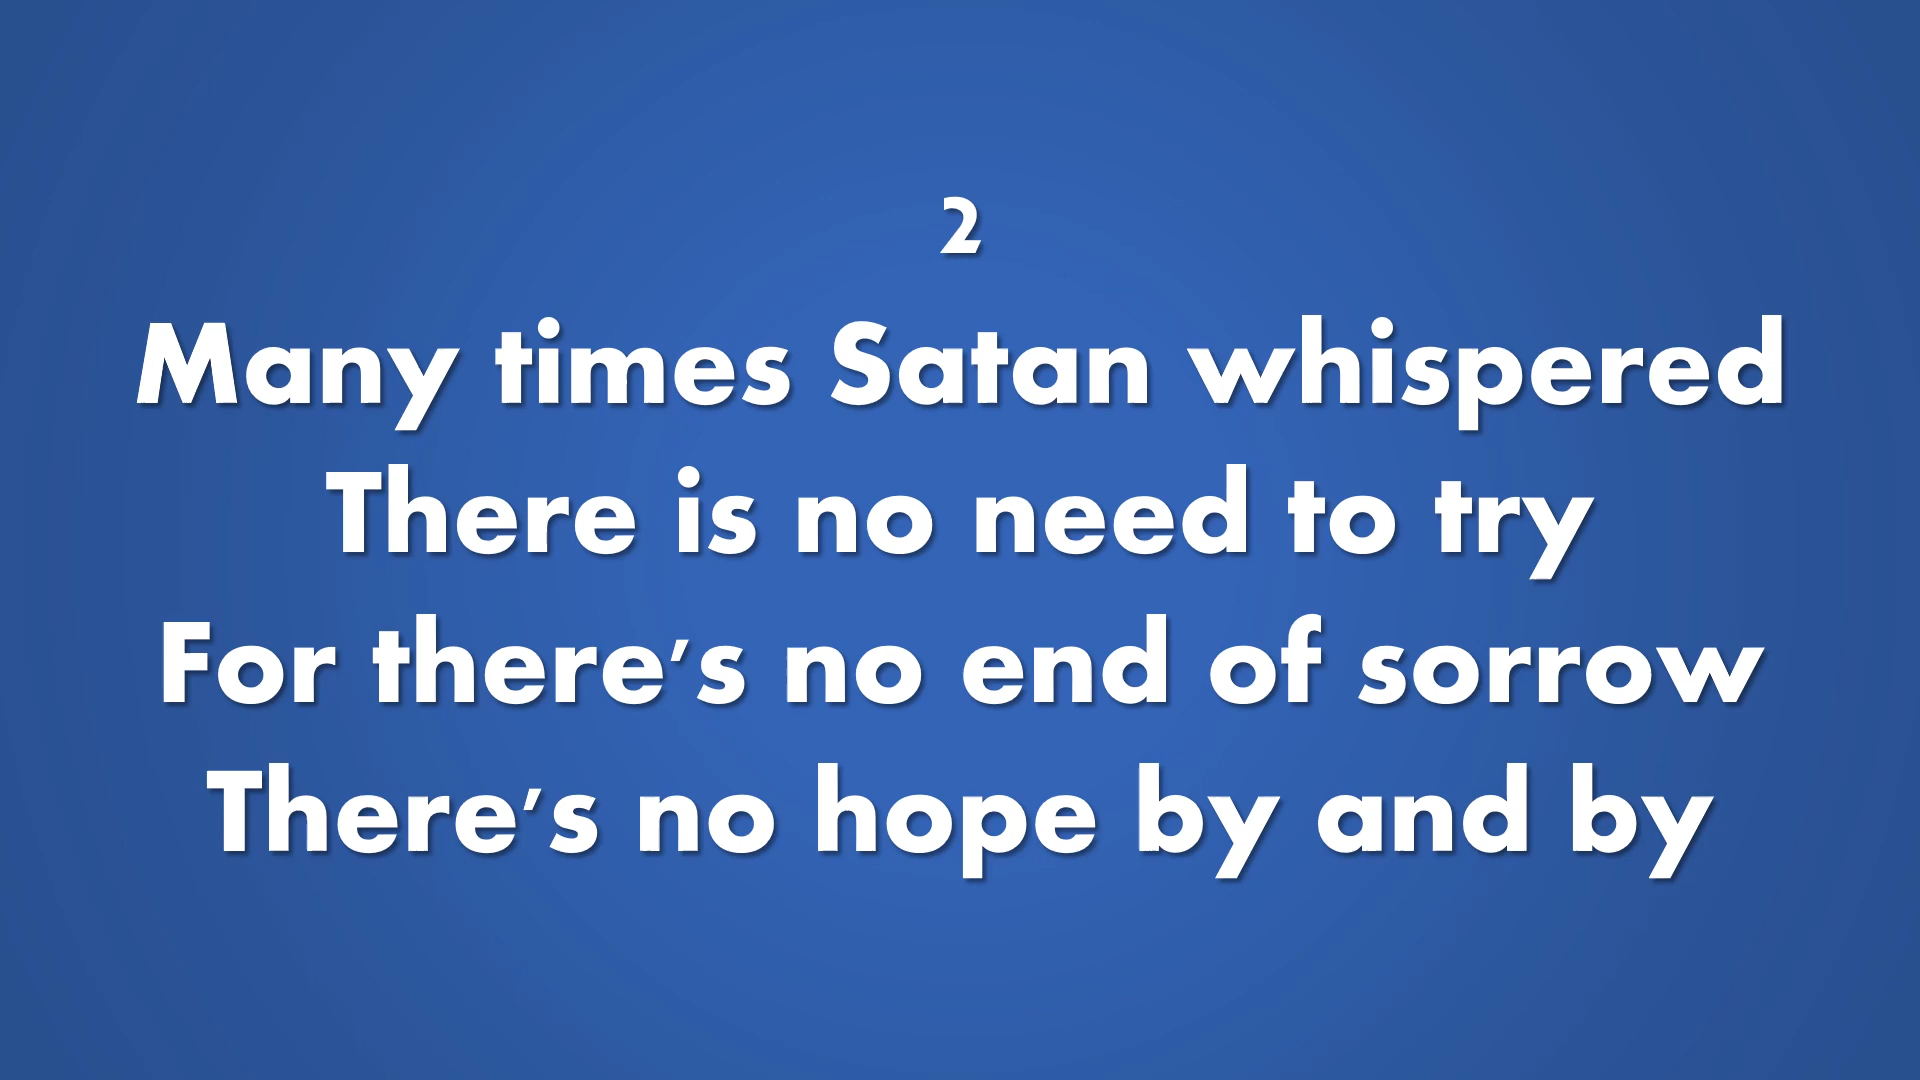 2
Many times Satan whispered
There is no need to try
For there's no end of sorrow
There's no hope by and by